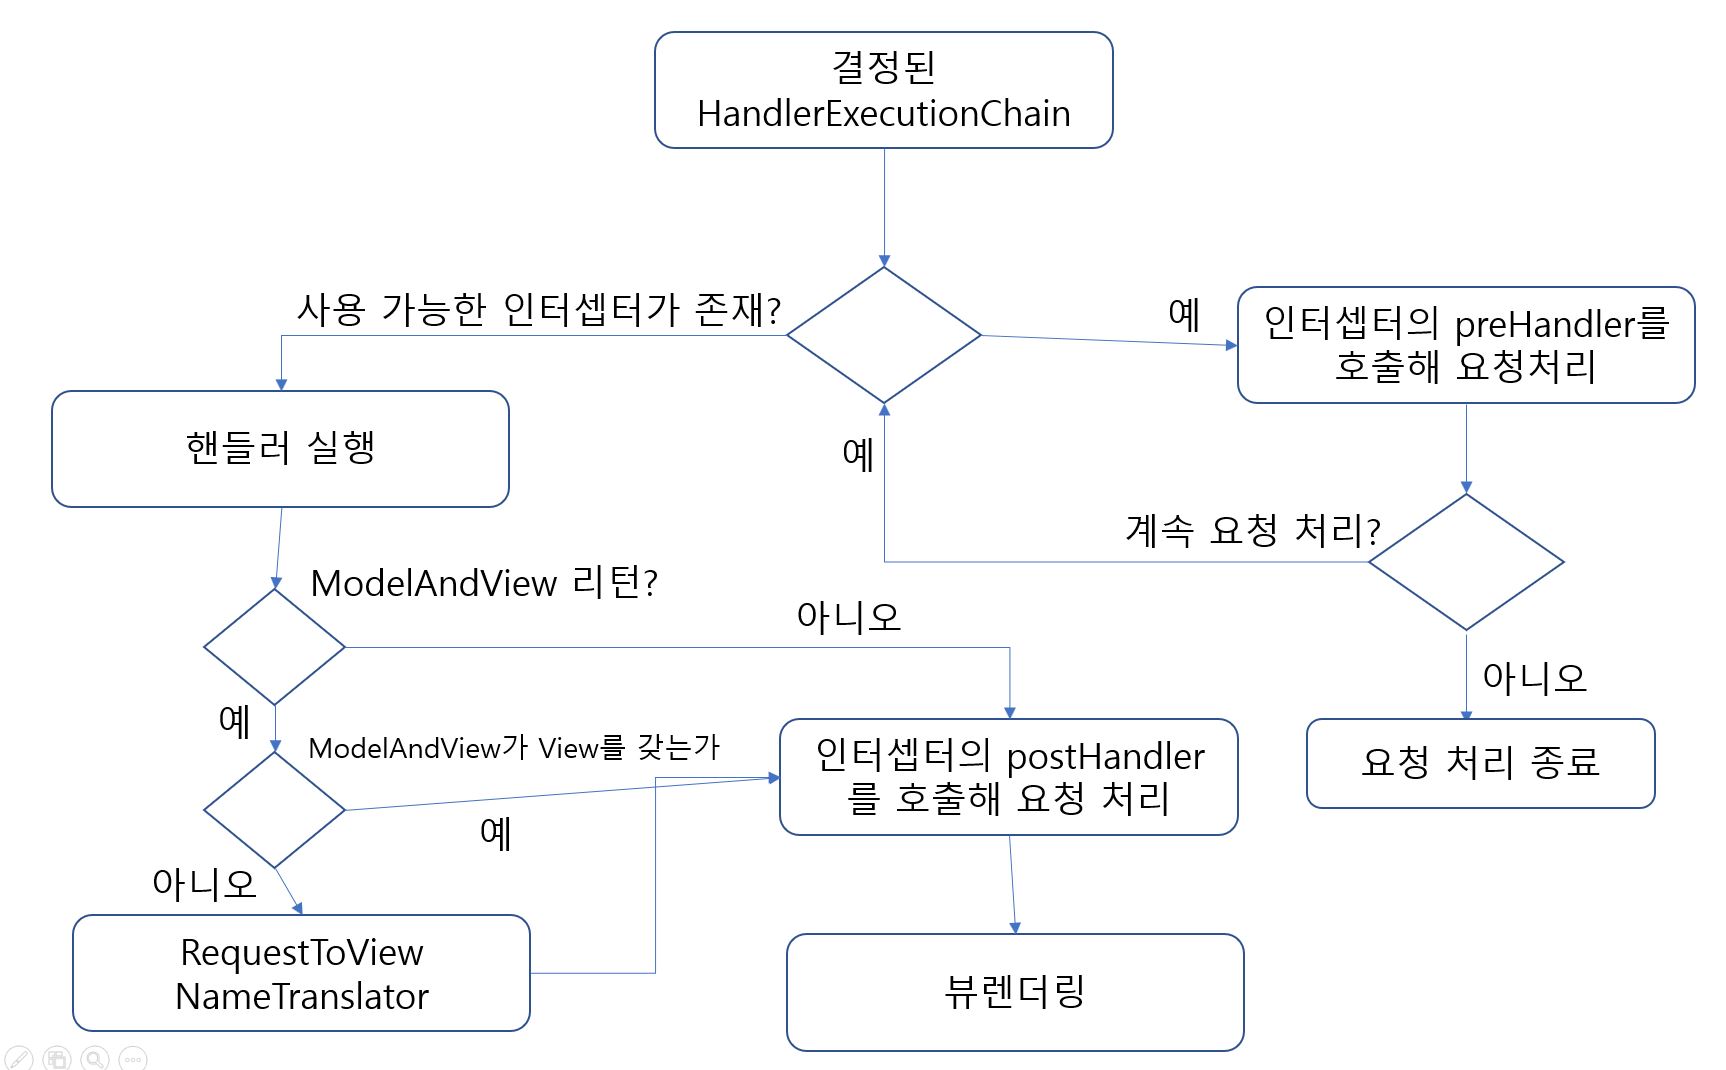 결정된
HandlerExecutionChain
사용 가능한 인터셉터가 존재?
예
인터셉터의 preHandler를
호출해 요청처리
핸들러 실행
예
계속 요청 처리?
ModelAndView 리턴?
아니오
아니오
예
ModelAndView가 View를 갖는가
인터셉터의 postHandler
를 호출해 요청 처리
요청 처리 종료
예
아니오
RequestToView
NameTranslator
뷰렌더링